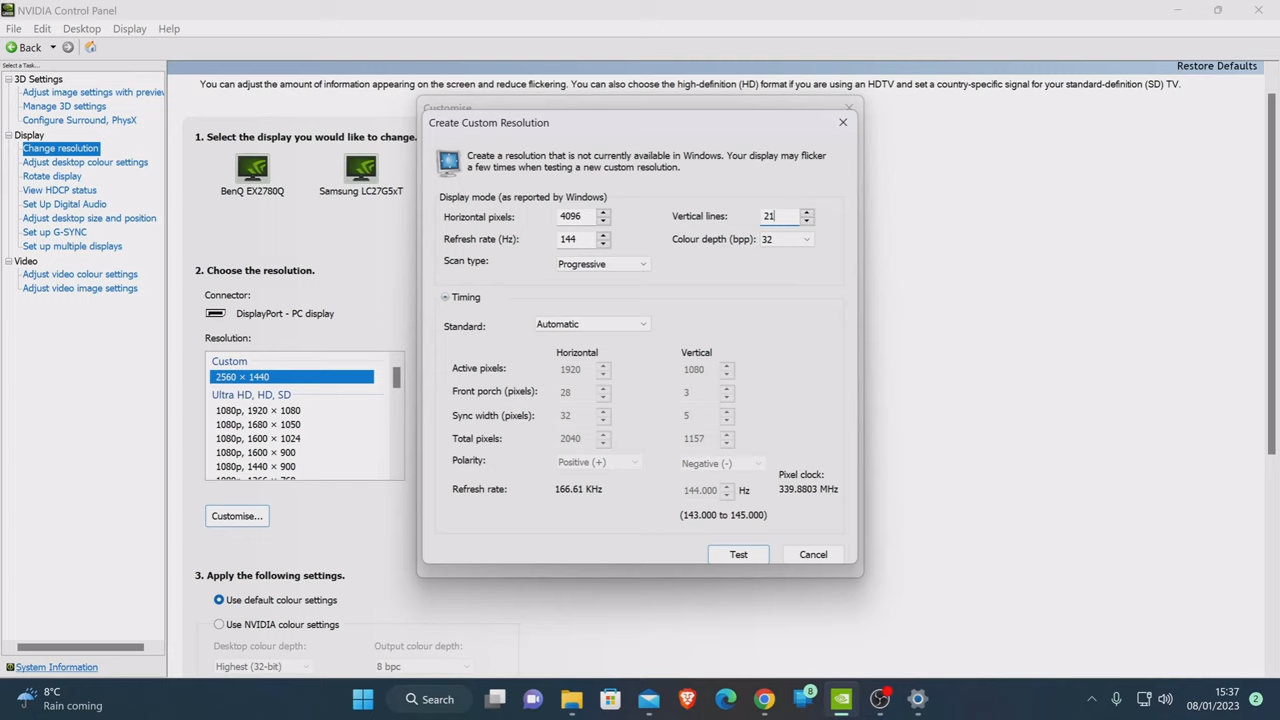 NVIDIA Control Panel
File Edit Desktop Display Help
Back
Select a Task...
3D Settings
Adjust image settings with preview
Manage 3D settings
Configure Surround, PhysX
Display
Change resolution
Adjust desktop colour settings
Rotate display
View HDCP status
Set Up Digital Audio
Adjust desktop size and position
Set up G-SYNC
Set up multiple displays
Video
Adjust video colour settings
Adjust video image settings
System Information
Restore Defaults
You can adjust the amount of information appearing on the screen and reduce flickering. You can also choose the high-definition (HD) format if you are using an HDTV and set a country-specific signal for your standard-definition (SD) TV.
1. Select the display you would like to change.
BenQ EX2780Q
Samsung LC27G5xT
2. Choose the resolution.
Connector:
DisplayPort - PC display
Resolution:
Custom
2560 × 1440
Ultra HD, HD, SD
1080p, 1920 × 1080
1080p, 1680 × 1050
1080p, 1600 × 1024
1080p, 1600 × 900
1080p, 1440 × 900
1080p, 1366 × 768
Customise...
3. Apply the following settings.
Use default colour settings
Use NVIDIA colour settings
Desktop colour depth: Output colour depth:
Highest (32-bit) 8 bpc
Customise
Create Custom Resolution
Create a resolution that is not currently available in Windows. Your display may flicker
a few times when testing a new custom resolution.
Display mode (as reported by Windows)
Horizontal pixels: 4096 Vertical lines: 21
Refresh rate (Hz): 144 Colour depth (bpp): 32
Scan type: Progressive
Timing
Standard: Automatic
Horizontal Vertical
Active pixels: 1920 1080
Front porch (pixels): 28 3
Sync width (pixels): 32 5
Total pixels: 2040 1157
Polarity: Positive (+) Negative (-)
Pixel clock:
Refresh rate: 166.61 KHz 144.000 Hz 339.8803 MHz
(143.000 to 145.000)
Test Cancel
8°C
Rain coming
Search
8
15:37
08/01/2023
2